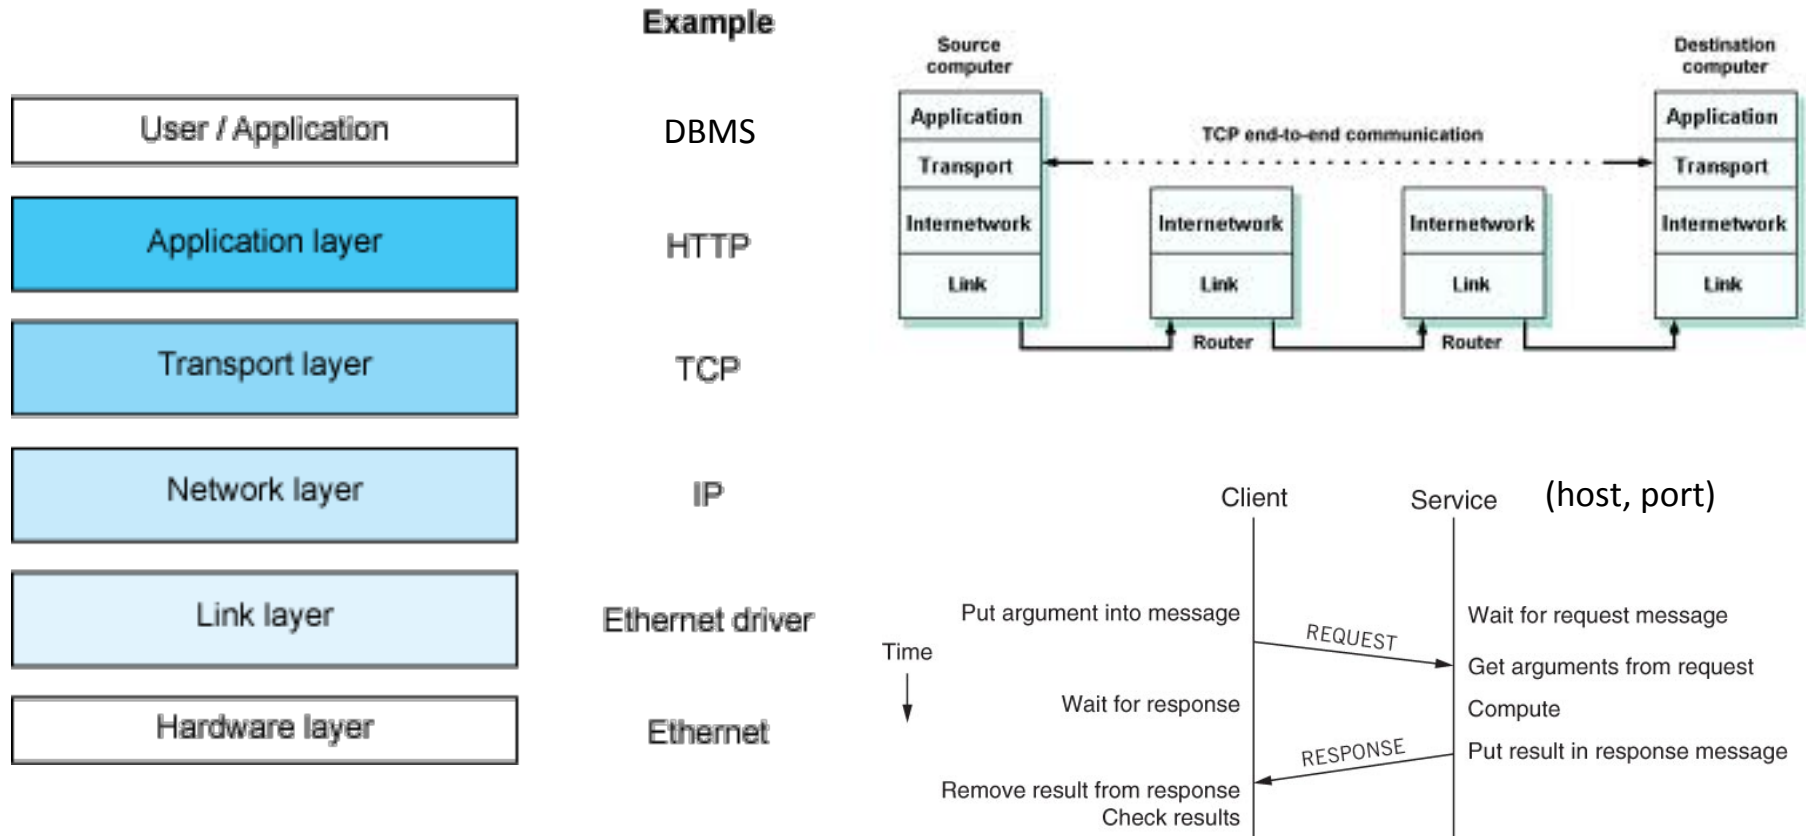 Example
User / Application
DBMS
Application layer
HTTP
Transport layer
TCP
Network layer
IP
Link layer
Ethernet driver
Hardware layer
Ethernet
Source
computer
Destination
computer
Application
Transport
Internetwork
Link
TCP end-to-end communication
Internetwork
Link
Router
Internetwork
Link
Router
Application
Transport
Internetwork
Link
Client
Service
(host, port)
Time
Put argument into message
REQUEST
Wait for request message
Get arguments from request
Wait for response
Compute
RESPONSE
Put result in response message
Remove result from response
Check results